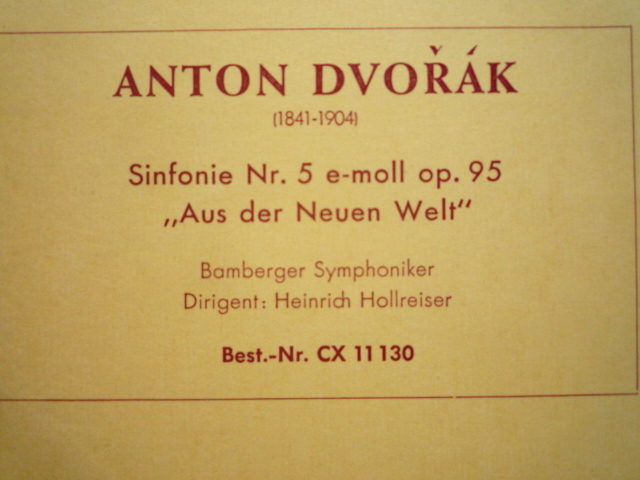 ANTON DVOŘÁK
(1841-1904)
Sinfonie Nr. 5 e-moll op. 95
„Aus der Neuen Welt“
Bamberger Symphoniker
Dirigent: Heinrich Hollreiser
Best.-Nr. CX 11 130